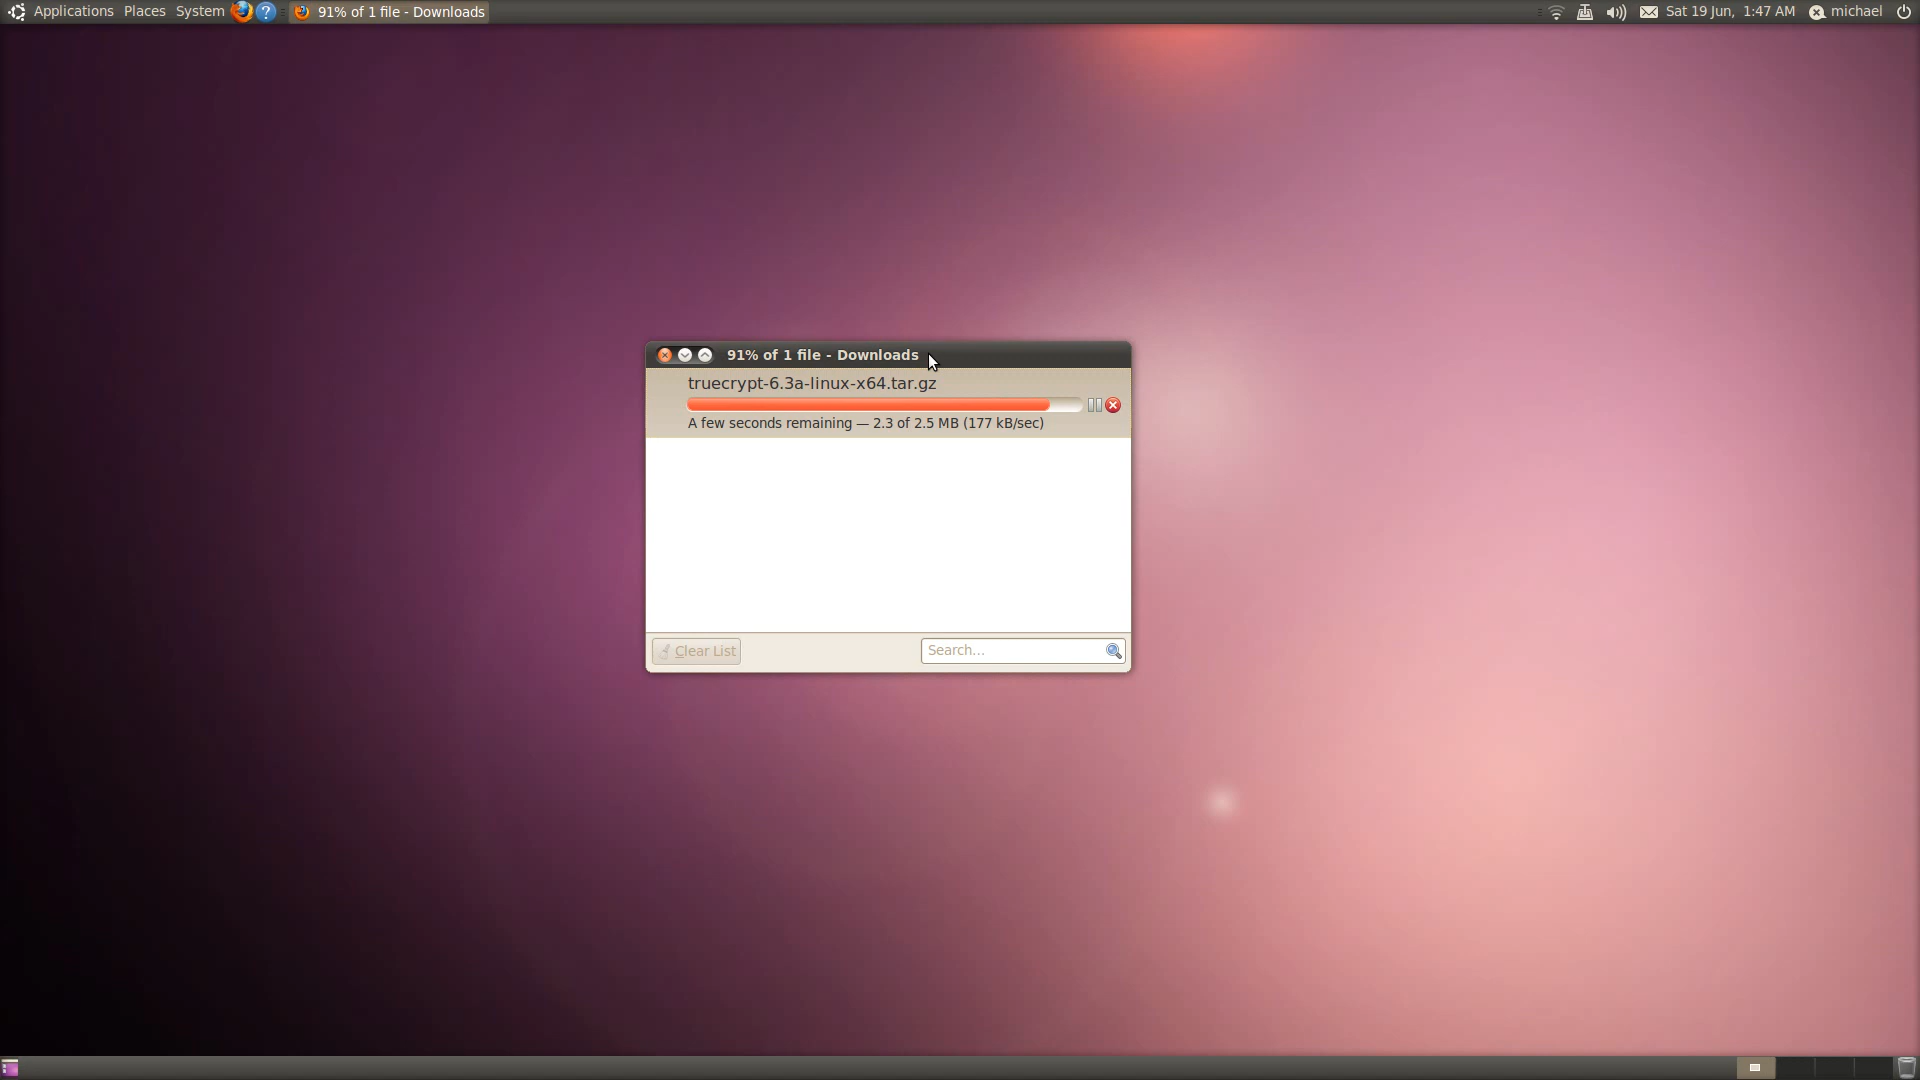 Applications Places System ? 91% of 1 file - Downloads Sat 19 Jun, 1:47 AM michael
91% of 1 file - Downloads
truecrypt-6.3a-linux-x64.tar.gz
A few seconds remaining — 2.3 of 2.5 MB (177 kB/sec)
Clear List Search...